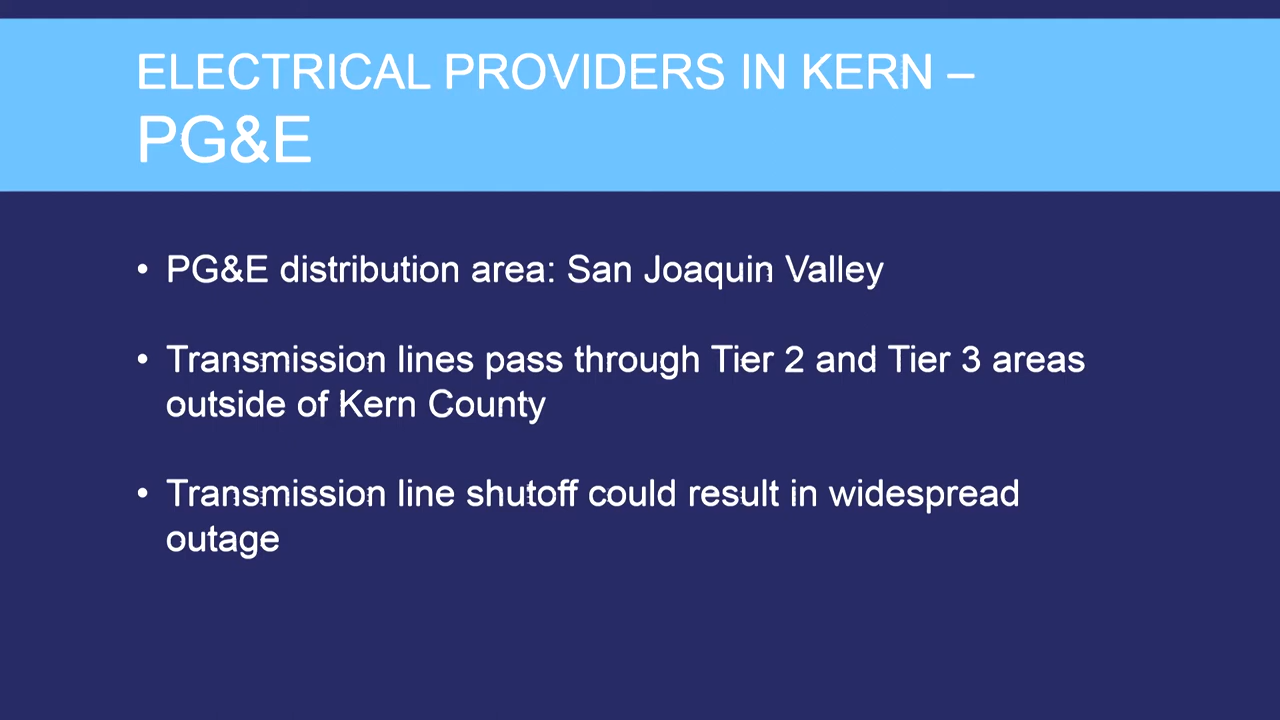 ELECTRICAL PROVIDERS IN KERN –
PG&E
• PG&E distribution area: San Joaquin Valley
• Transmission lines pass through Tier 2 and Tier 3 areas
outside of Kern County
• Transmission line shutoff could result in widespread
outage